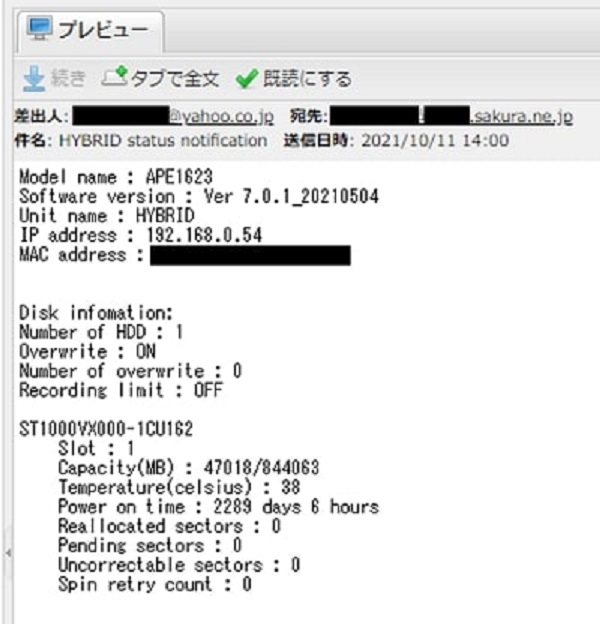 プレビュー
続き タブで全文 既読にする
差出人: @yahoo.co.jp 宛先: .sakura.ne.jp
件名: HYBRID status notification 送信日時: 2021/10/11 14:00
Model name : APE1623
Software version : Ver 7.0.1_20210504
Unit name : HYBRID
IP address : 192.168.0.54
MAC address :
Disk infomation:
Number of HDD : 1
Overwrite : ON
Number of overwrite : 0
Recording limit : OFF
ST1000VX000-1CU162
Slot : 1
Capacity(MB) : 47018/844063
Temperature(celsius) : 38
Power on time : 2289 days 6 hours
Reallocated sectors : 0
Pending sectors : 0
Uncorrectable sectors : 0
Spin retry count : 0